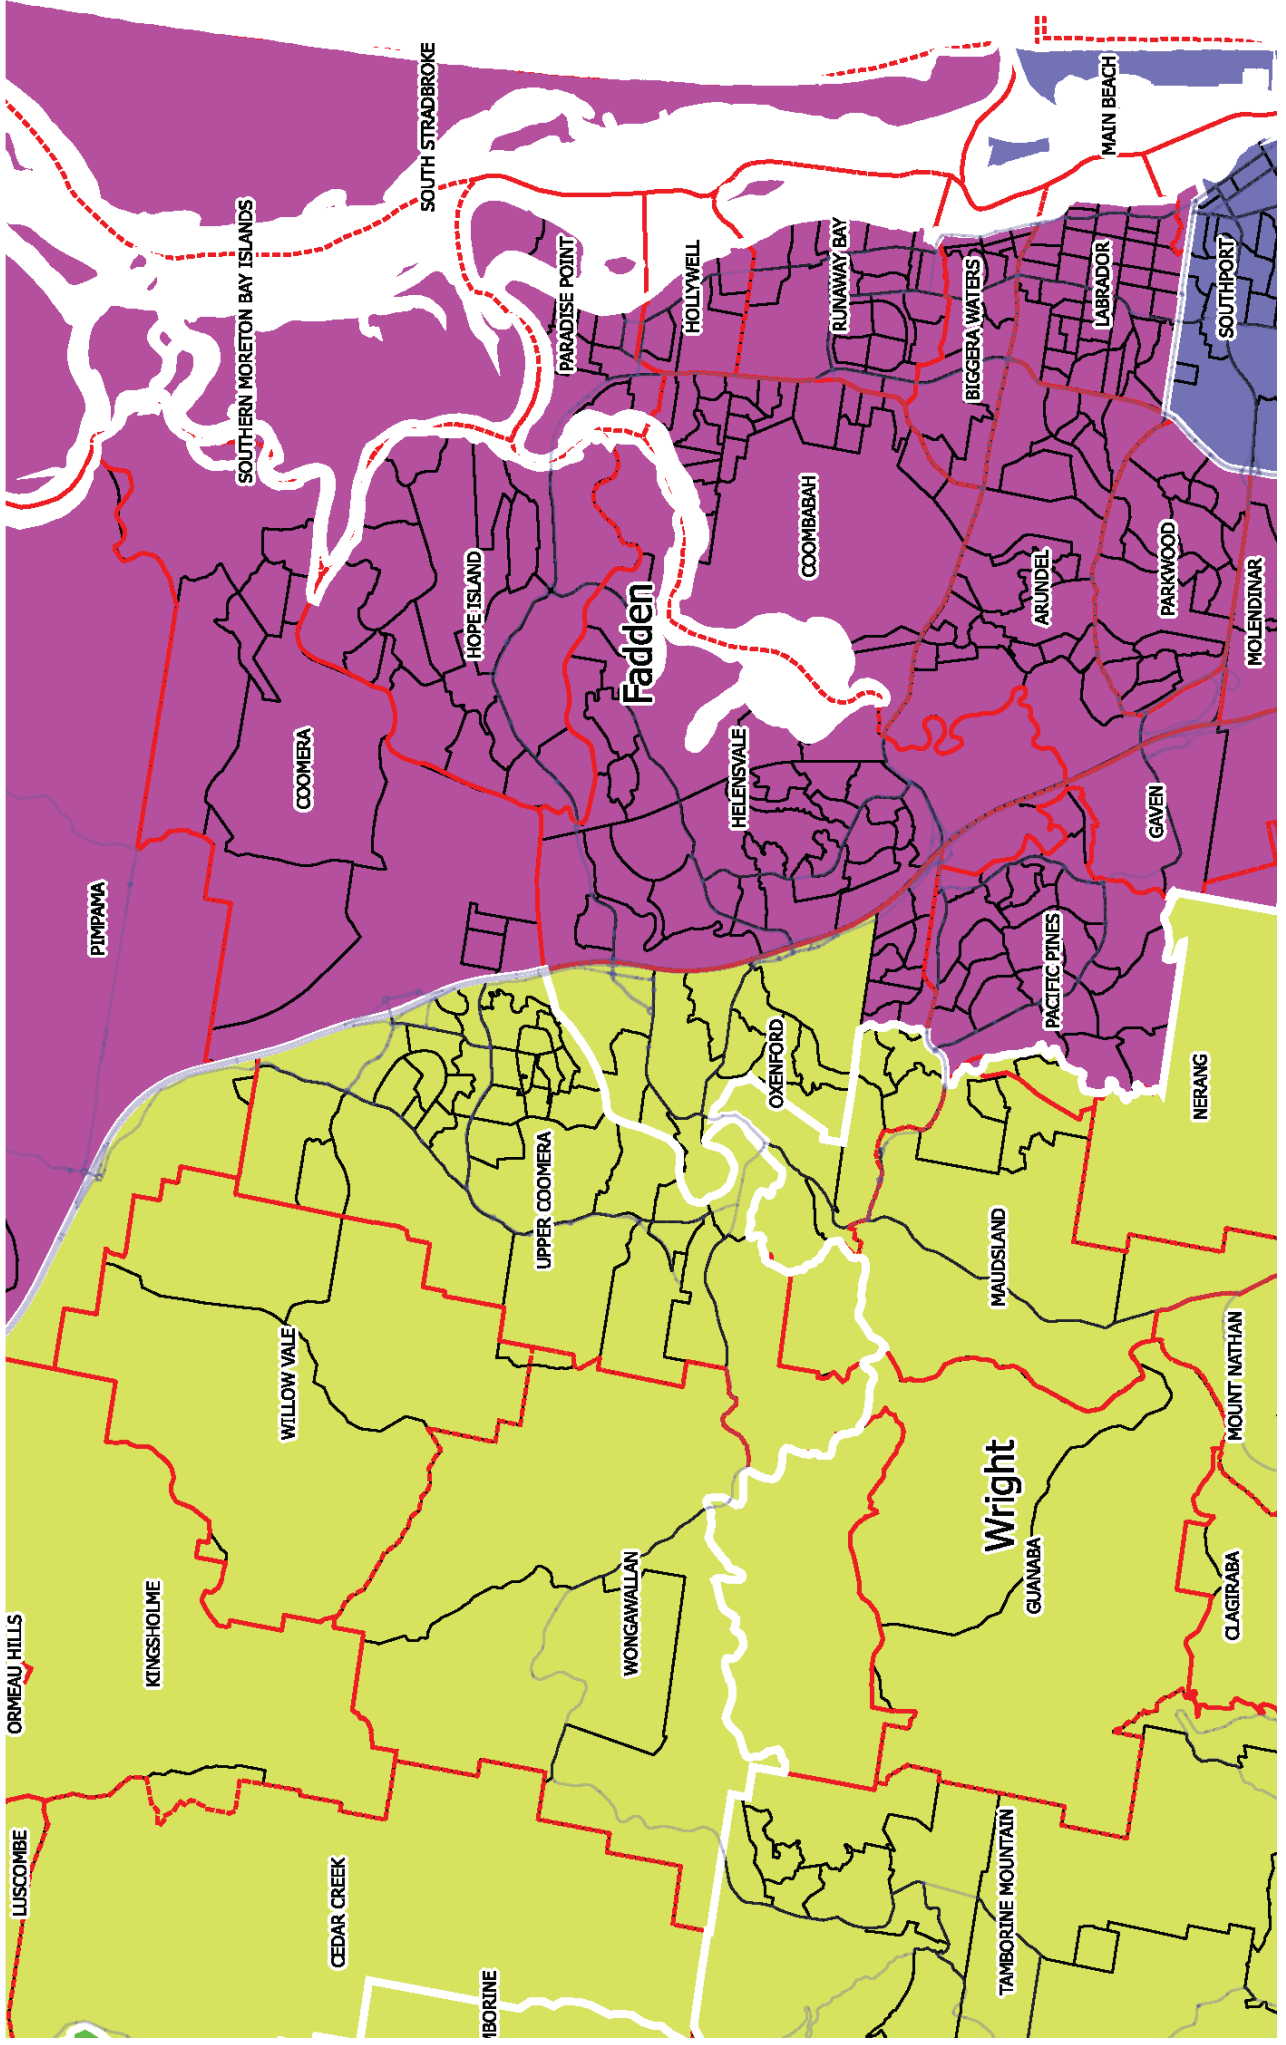 LUSCOMBE
ORMEAU HILLS
CEDAR CREEK
KINGSHOLME
WILLOW VALE
PIMPAMA
COOMERA
SOUTHERN MORETON BAY ISLANDS
SOUTH STRADBROKE
MBORINE
WONGAWALLAN
UPPER COOMERA
HOPE ISLAND
PARADISE POINT
Fadden
HOLLYWELL
OXENFORD
HELENSVALE
COOMBABAH
RUNAWAY BAY
TAMBORINE MOUNTAIN
Wright
GUANABA
MAUDSLAND
PACIFIC PINES
ARUNDEL
BIGGERA WATERS
LABRADOR
MAIN BEACH
CLAGIRABA
MOUNT NATHAN
NERANG
GAVEN
PARKWOOD
MOLENDINAR
SOUTHPORT